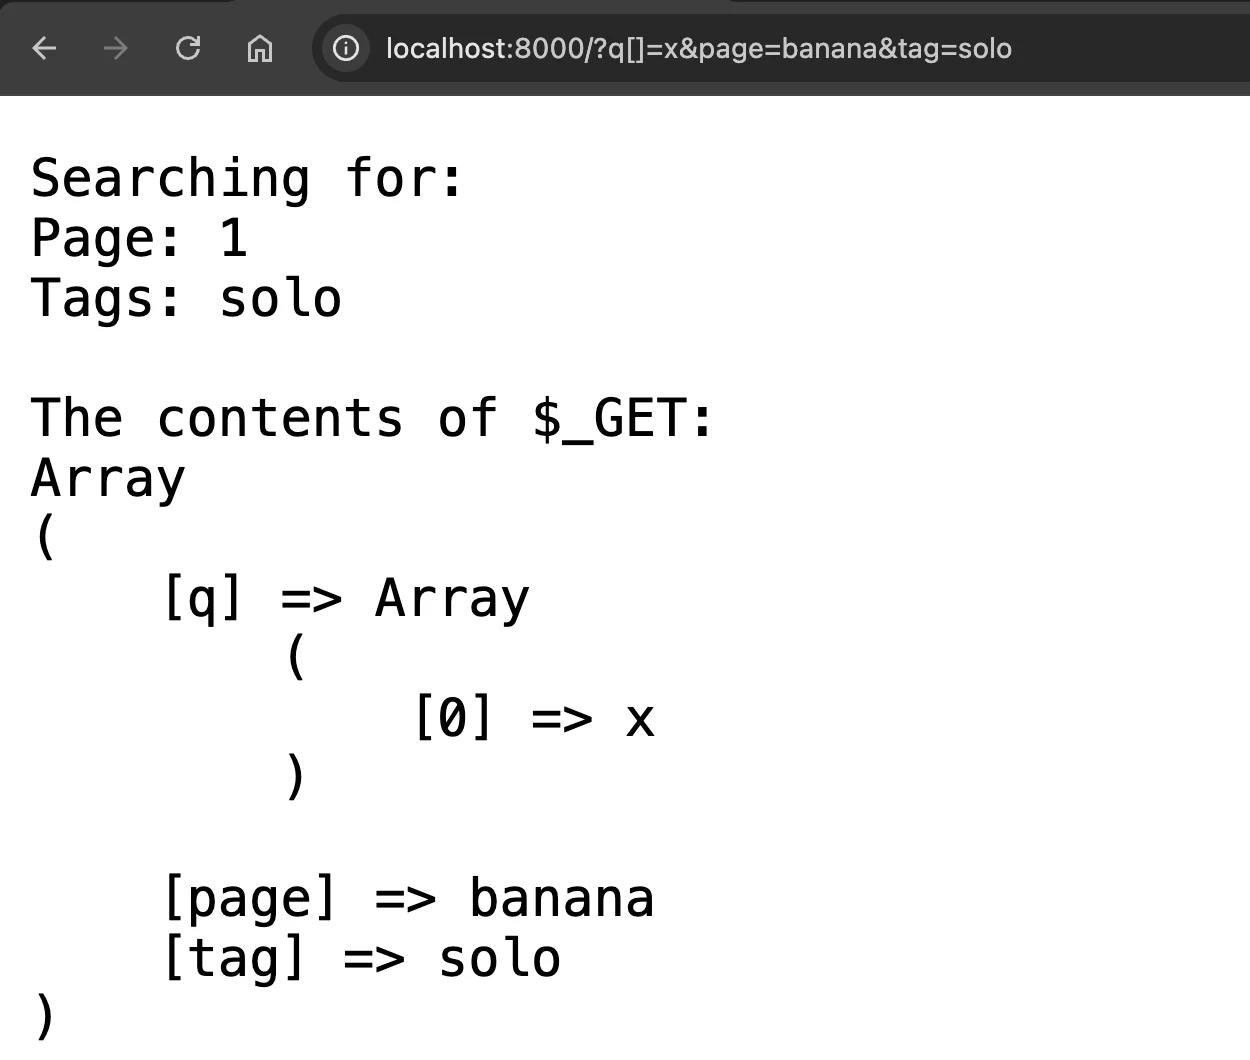 localhost:8000/?q[]=x&page=banana&tag=solo
Searching for:
Page: 1
Tags: solo
The contents of $_GET:
Array
(
    [q] => Array
        (
            [0] => x
        )
    [page] => banana
    [tag] => solo
)